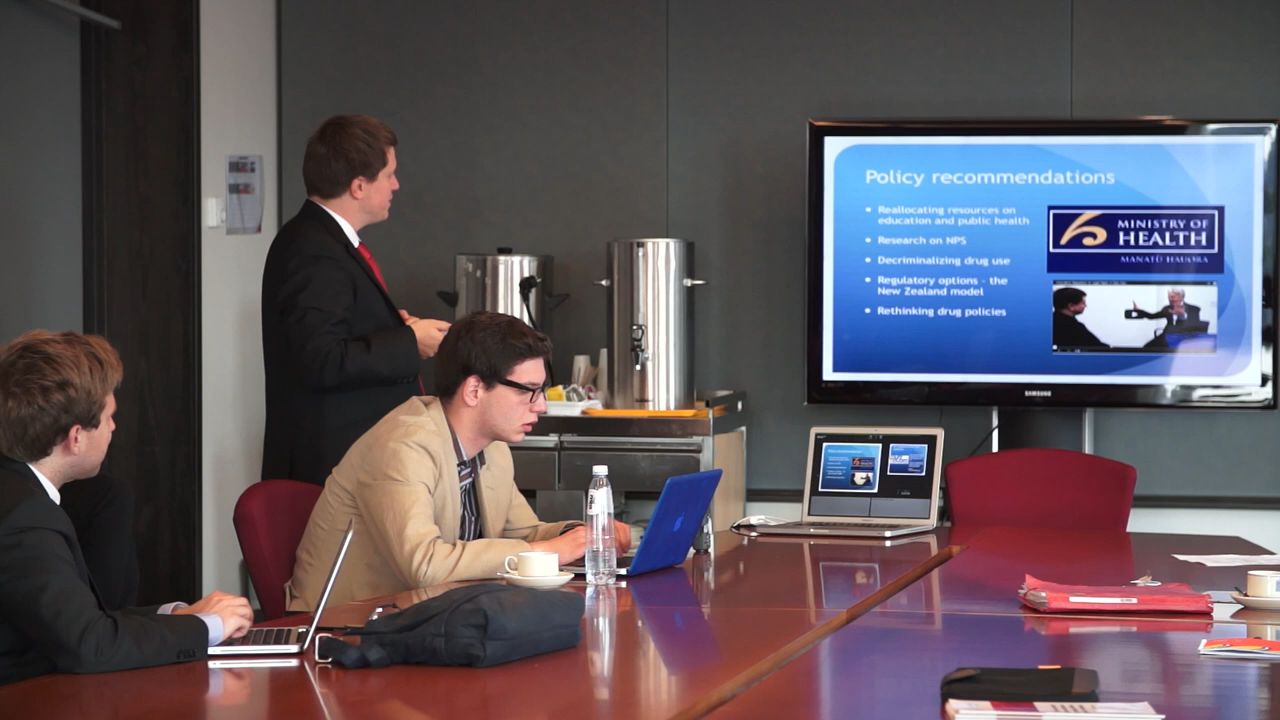 Policy recommendations
Reallocating resources on
education and public health
Research on NPS
Decriminalizing drug use
Regulatory options - the
New Zealand model
Rethinking drug policies
MINISTRY OF
HEALTH
MANATŪ HAUORA
SAMSUNG